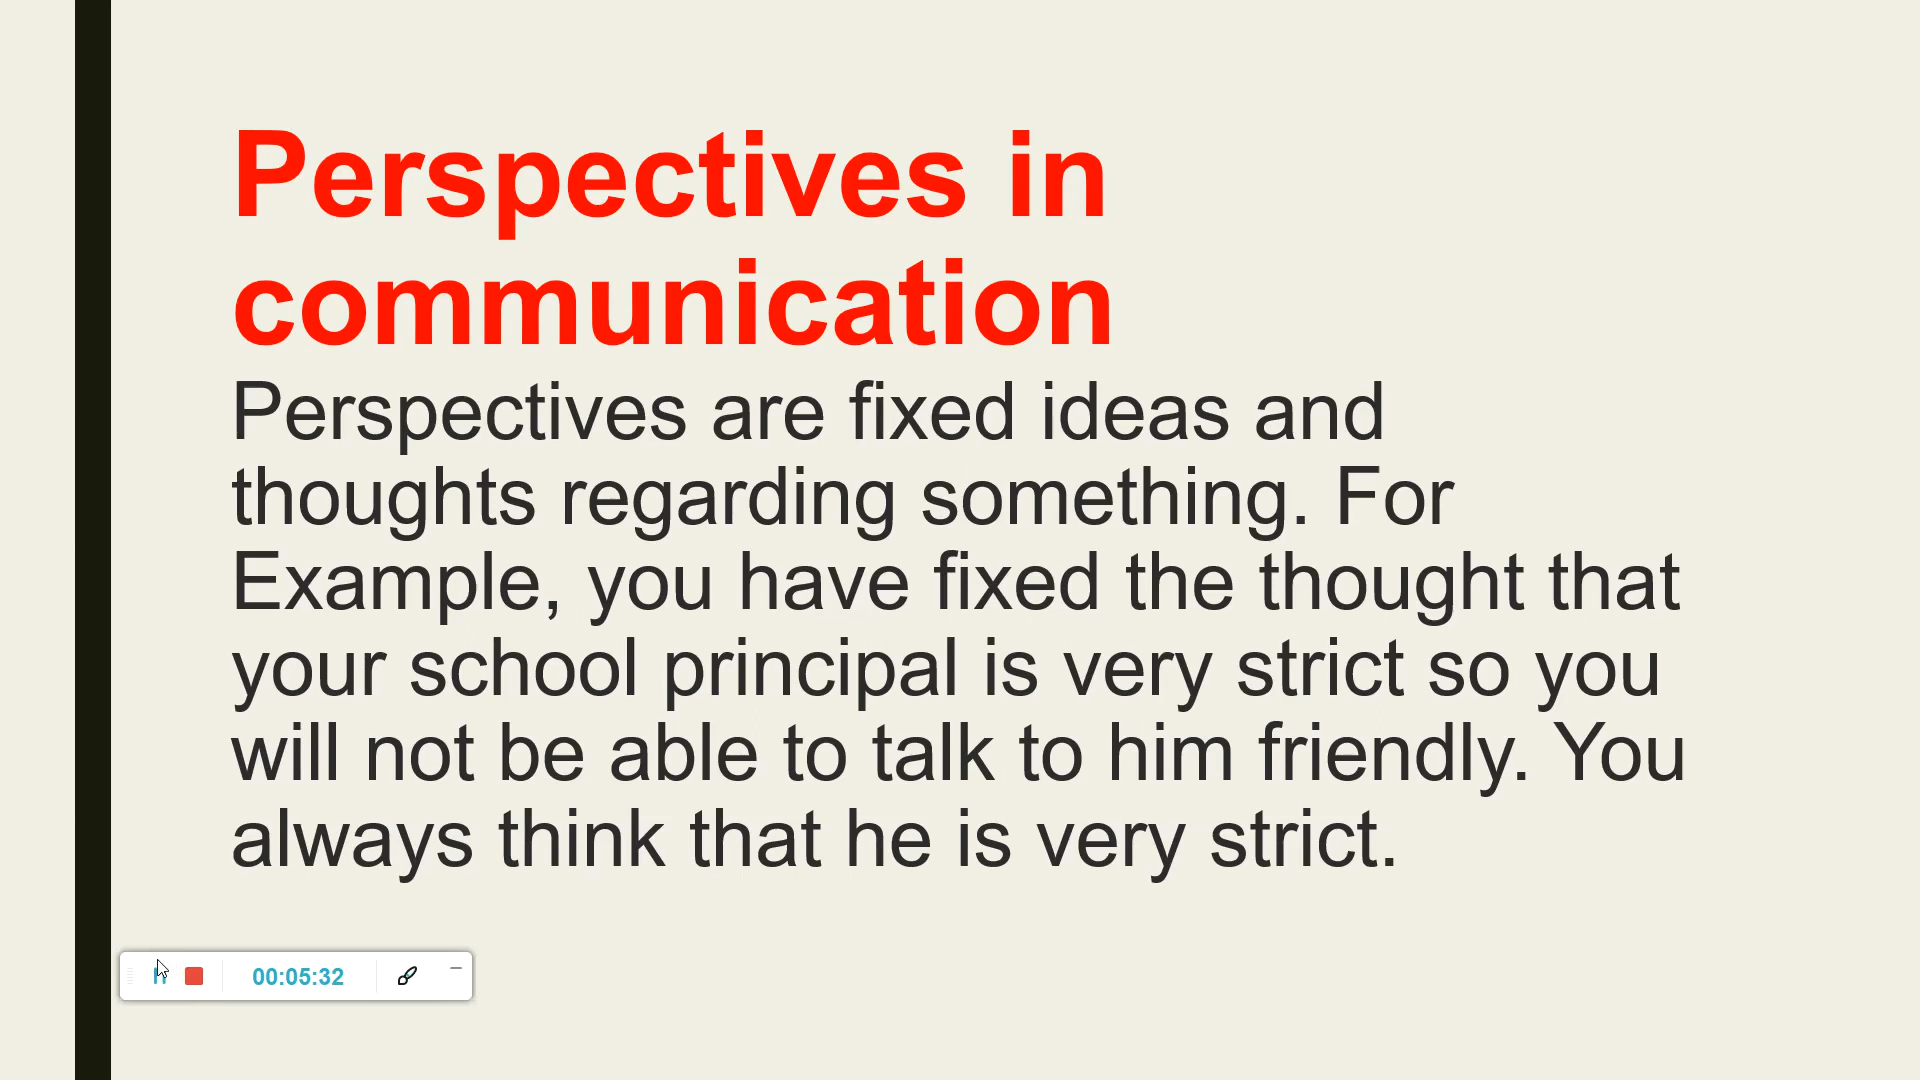 Perspectives in
communication
Perspectives are fixed ideas and
thoughts regarding something. For
Example, you have fixed the thought that
your school principal is very strict so you
will not be able to talk to him friendly. You
always think that he is very strict.
00:05:32